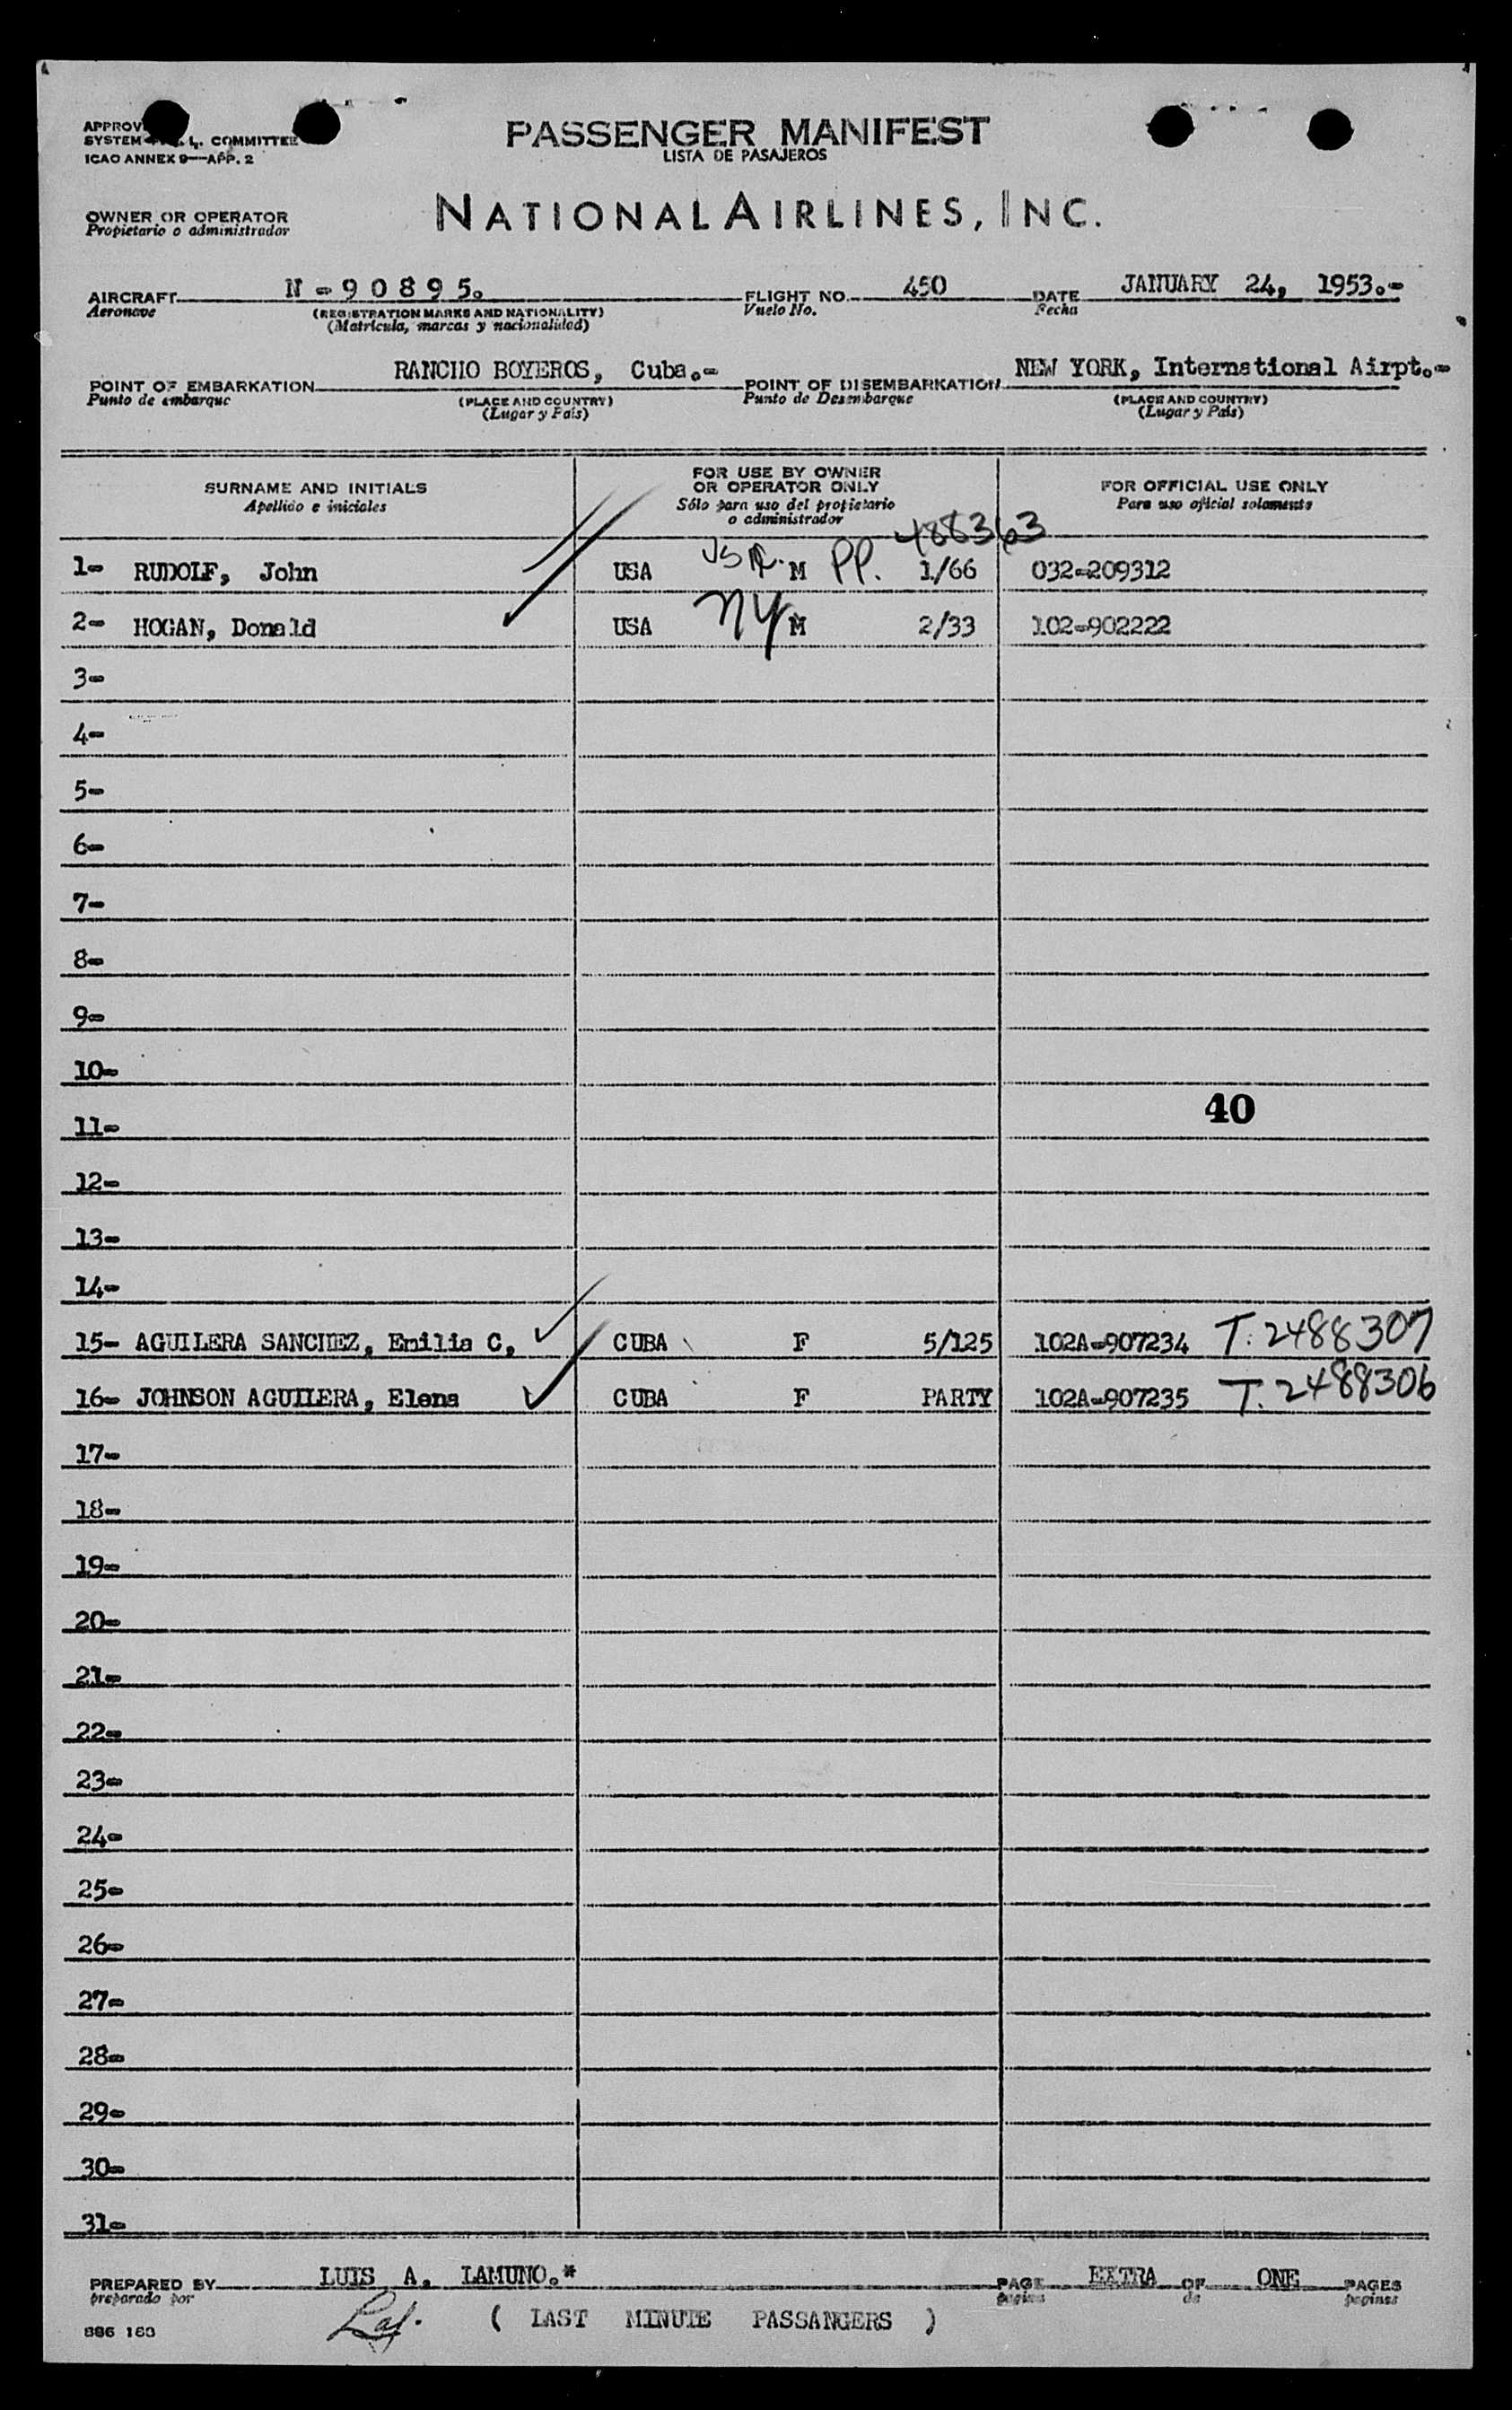 PASSENGER MANIFEST
LISTA DE PASAJEROS
SYSTEM COMMITTEE
ICAO ANNEX 9—APP. 2
OWNER OR OPERATOR
Propietario o administrador
NATIONAL AIRLINES, INC.
AIRCRAFT N-90895. FLIGHT NO. 450 DATE JANUARY 24, 1953.-
Aeronave (REGISTRATION MARKS AND NATIONALITY) Vuelo No. Fecha
(Matrícula, marcas y nacionalidad)
POINT OF EMBARKATION RANCHO BOYEROS, Cuba.- POINT OF DISEMBARKATION NEW YORK, International Airpt.-
Punto de embarque (PLACE AND COUNTRY) Punto de Desembarque (PLACE AND COUNTRY)
(Lugar y País) (Lugar y País)
SURNAME AND INITIALS FOR USE BY OWNER OR OPERATOR ONLY FOR OFFICIAL USE ONLY
Apellido e iniciales Sólo para uso del propietario o administrador Para uso oficial solamente
488363
1- RUDOLF, John USA M PP. 1/66 032-209312
2- HOGAN, Donald USA NY M 2/33 102-902222
3-
4-
5-
6-
7-
8-
9-
10-
40
11-
12-
13-
14-
15- AGUILERA SANCHEZ, Emilia C, CUBA F 5/125 102A-907234 T. 2488307
16- JOHNSON AGUILERA, Elena CUBA F PARTY 102A-907235 T. 2488306
17-
18-
19-
20-
21-
22-
23-
24-
25-
26-
27-
28-
29-
30-
31-
PREPARED BY LUIS A. LAMUNO.* PAGE EXTRA OF ONE PAGES
preparado por página de páginas
( LAST MINUTE PASSANGERS )
886 163